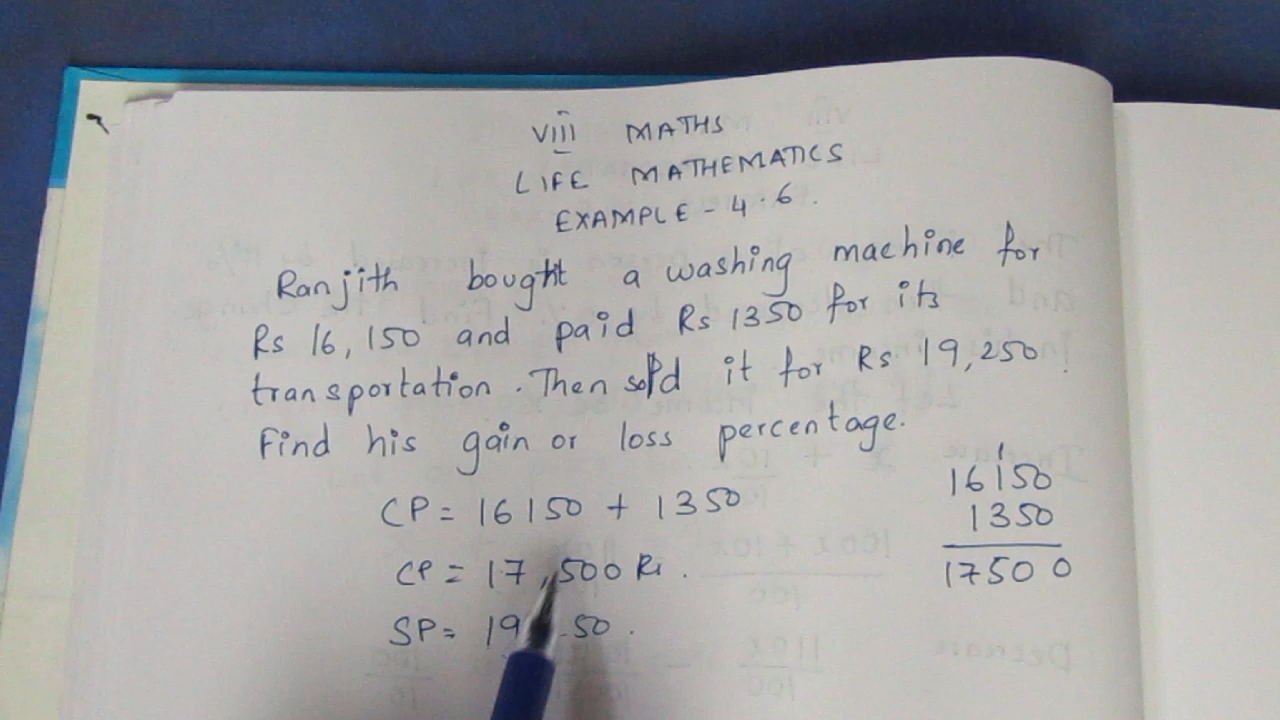 VIII MATHS
LIFE MATHEMATICS
EXAMPLE - 4.6.
Ranjith bought a washing machine for
Rs 16,150 and paid Rs 1350 for its
transportation. Then sold it for Rs 19,250.
Find his gain or loss percentage.
CP = 16150 + 1350
CP = 17,500 Rs.
SP =
1
16150
1350
17500